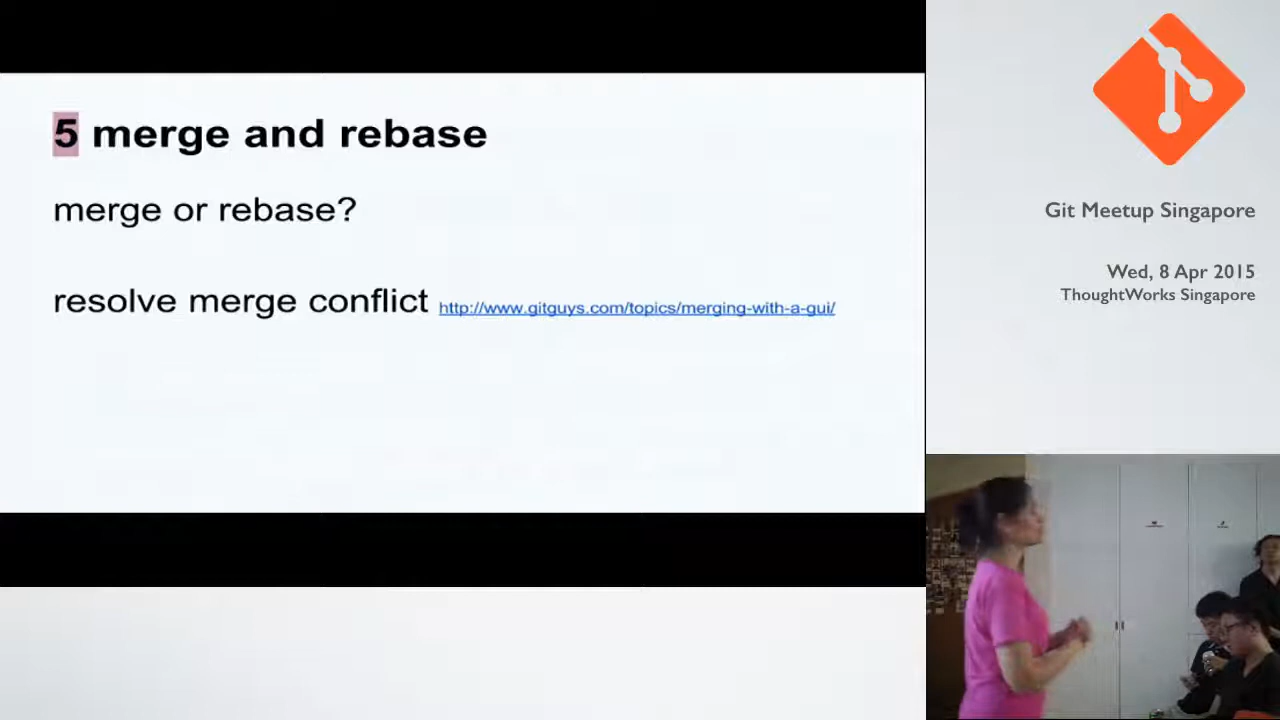 5 merge and rebase
merge or rebase?
resolve merge conflict http://www.gitguys.com/topics/merging-with-a-gui/
Git Meetup Singapore
Wed, 8 Apr 2015
ThoughtWorks Singapore